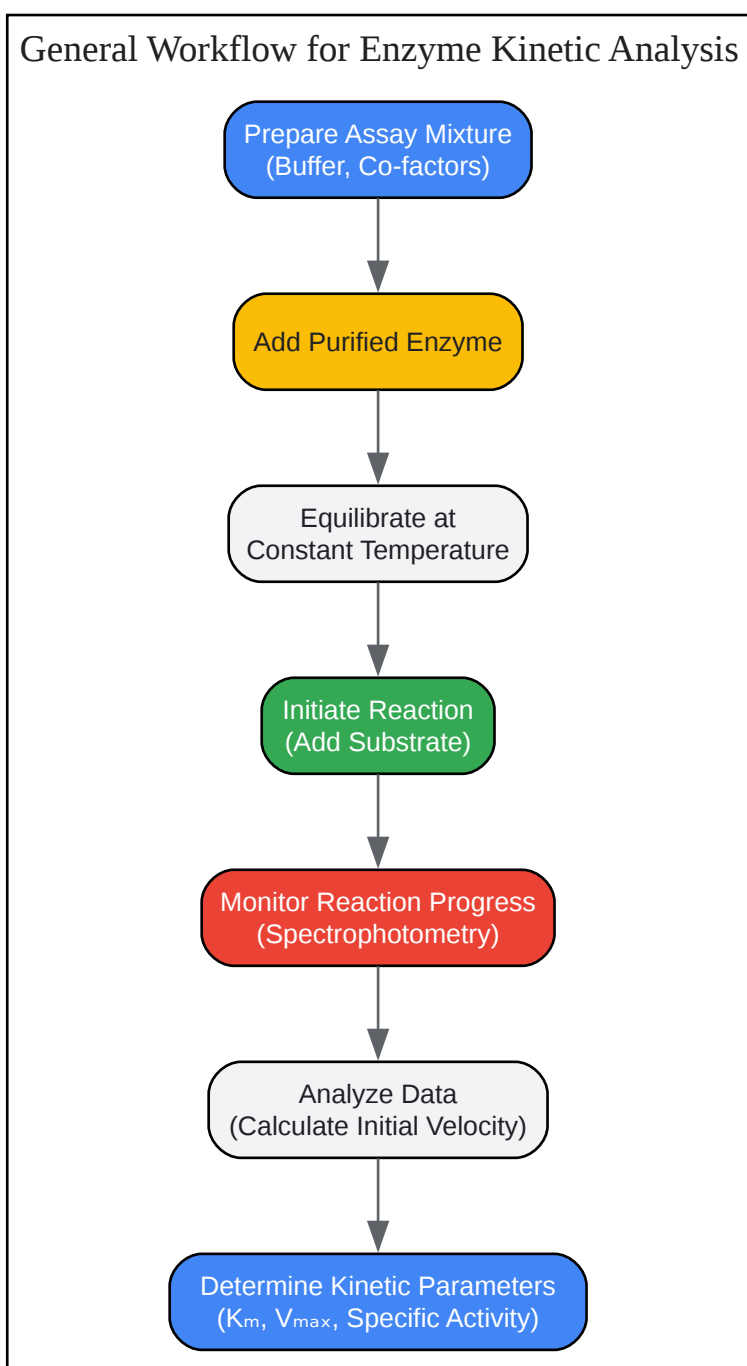 General Workflow for Enzyme Kinetic Analysis
Prepare Assay Mixture
(Buffer, Co-factors)
Add Purified Enzyme
Equilibrate at
Constant Temperature
Initiate Reaction
(Add Substrate)
Monitor Reaction Progress
(Spectrophotometry)
Analyze Data
(Calculate Initial Velocity)
Determine Kinetic Parameters
(Kₘ, Vₘₐₓ, Specific Activity)